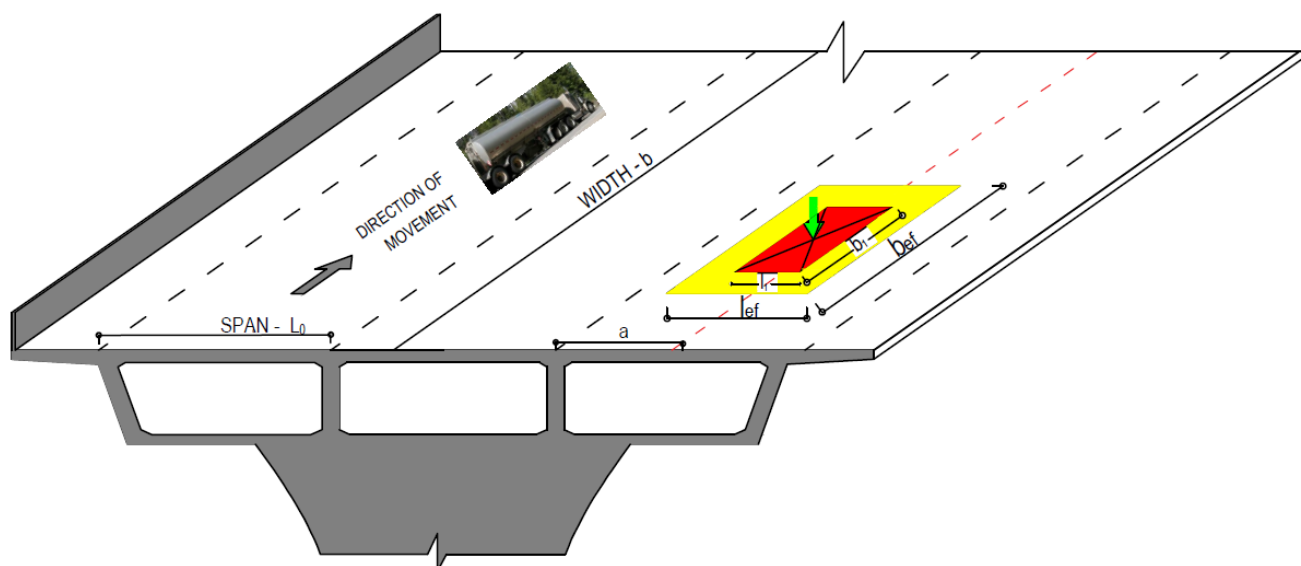 DIRECTION OF
MOVEMENT
WIDTH - b
b₁
bef
l₁
lef
SPAN - L₀
a